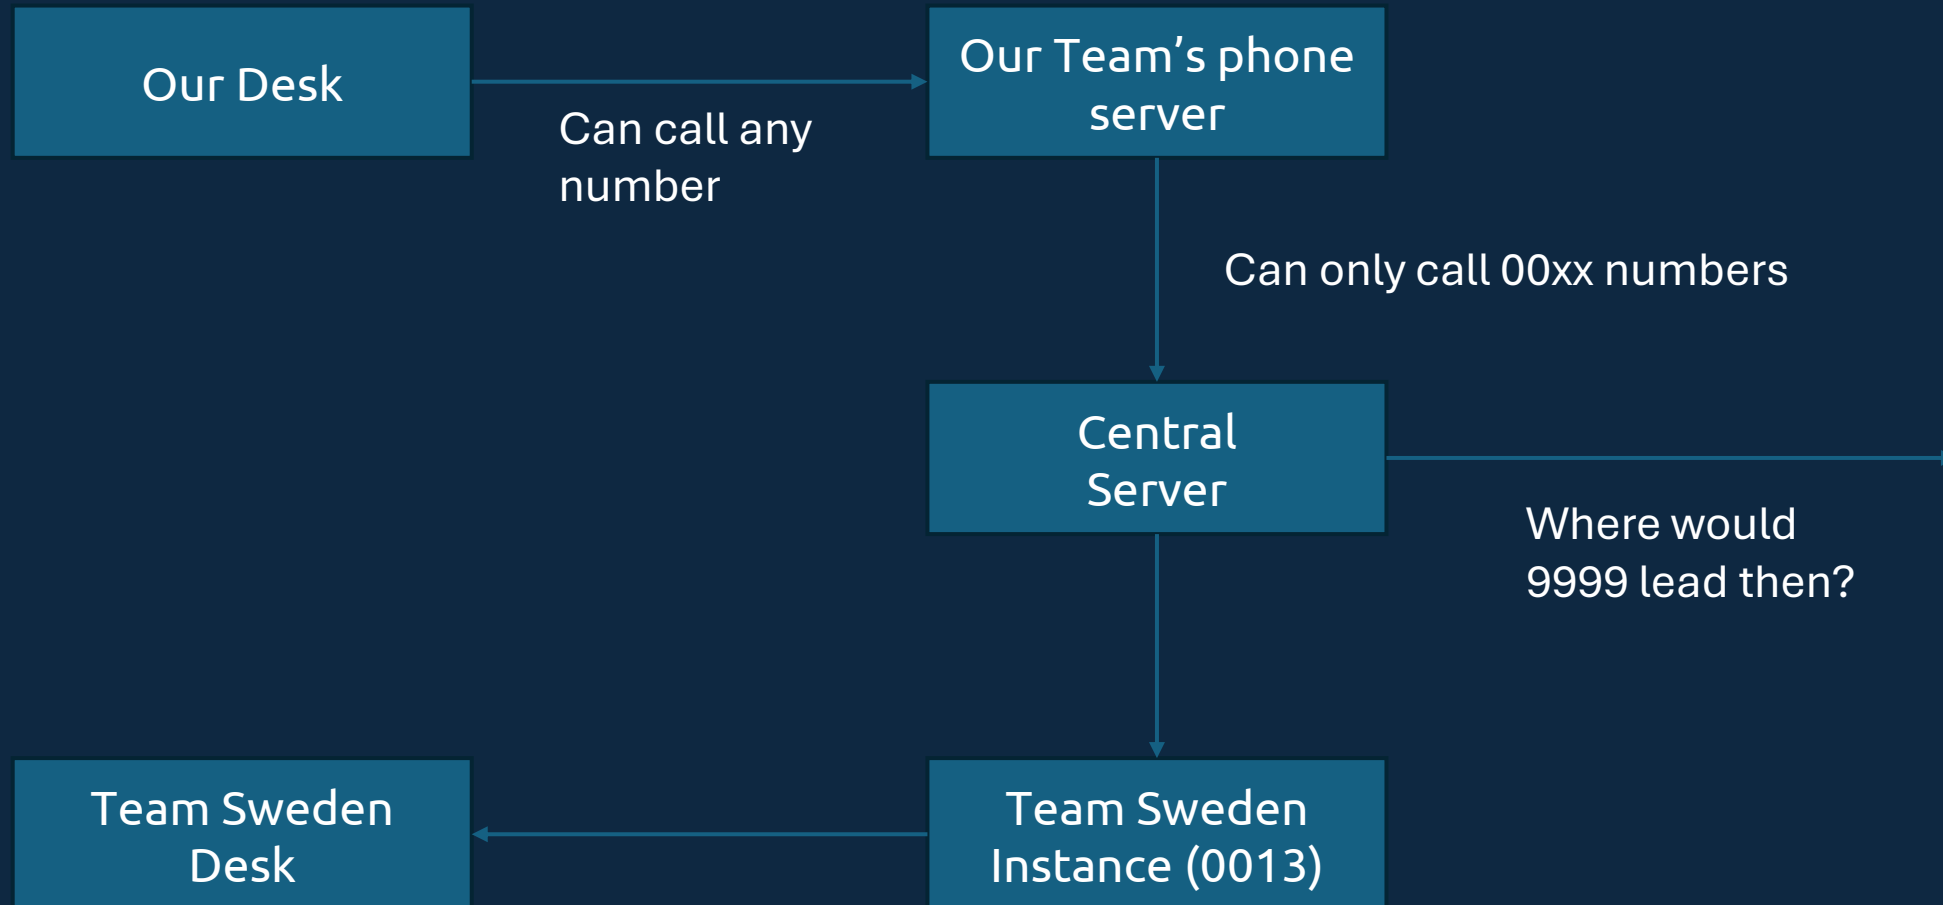 Our Desk
Our Team’s phone
server
Can call any
number
Can only call 00xx numbers
Central
Server
Where would
9999 lead then?
Team Sweden
Desk
Team Sweden
Instance (0013)